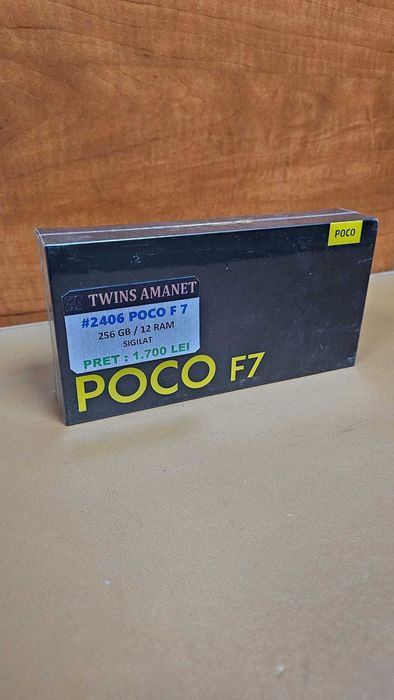 POCO
TWINS AMANET
#2406 POCO F 7
256 GB / 12 RAM
SIGILAT
PRET : 1.700 LEI
POCO F7